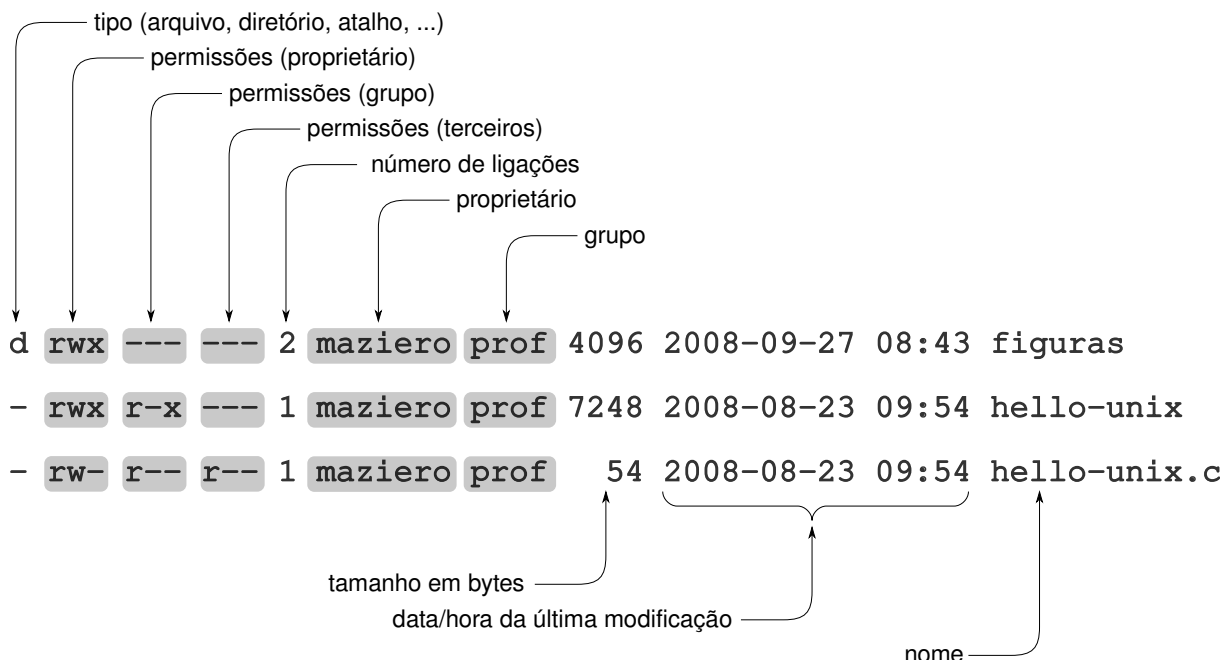 tipo (arquivo, diretório, atalho, ...)
permissões (proprietário)
permissões (grupo)
permissões (terceiros)
número de ligações
proprietário
grupo
d rwx --- --- 2 maziero prof 4096 2008-09-27 08:43 figuras
- rwx r-x --- 1 maziero prof 7248 2008-08-23 09:54 hello-unix
- rw- r-- r-- 1 maziero prof 54 2008-08-23 09:54 hello-unix.c
tamanho em bytes
data/hora da última modificação
nome